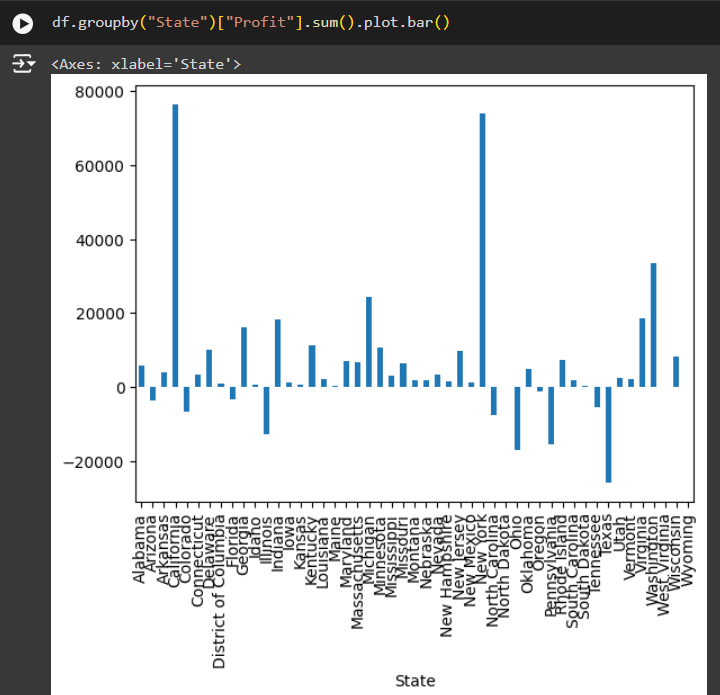 df.groupby("State")["Profit"].sum().plot.bar()
<Axes: xlabel='State'>
80000
60000
40000
20000
0
−20000
Alabama
Arizona
Arkansas
California
Colorado
Connecticut
Delaware
District of Columbia
Florida
Georgia
Idaho
Illinois
Indiana
Iowa
Kansas
Kentucky
Louisiana
Maine
Maryland
Massachusetts
Michigan
Minnesota
Mississippi
Missouri
Montana
Nebraska
Nevada
New Hampshire
New Jersey
New Mexico
New York
North Carolina
North Dakota
Ohio
Oklahoma
Oregon
Pennsylvania
Rhode Island
South Carolina
South Dakota
Tennessee
Texas
Utah
Vermont
Virginia
Washington
West Virginia
Wisconsin
Wyoming
State